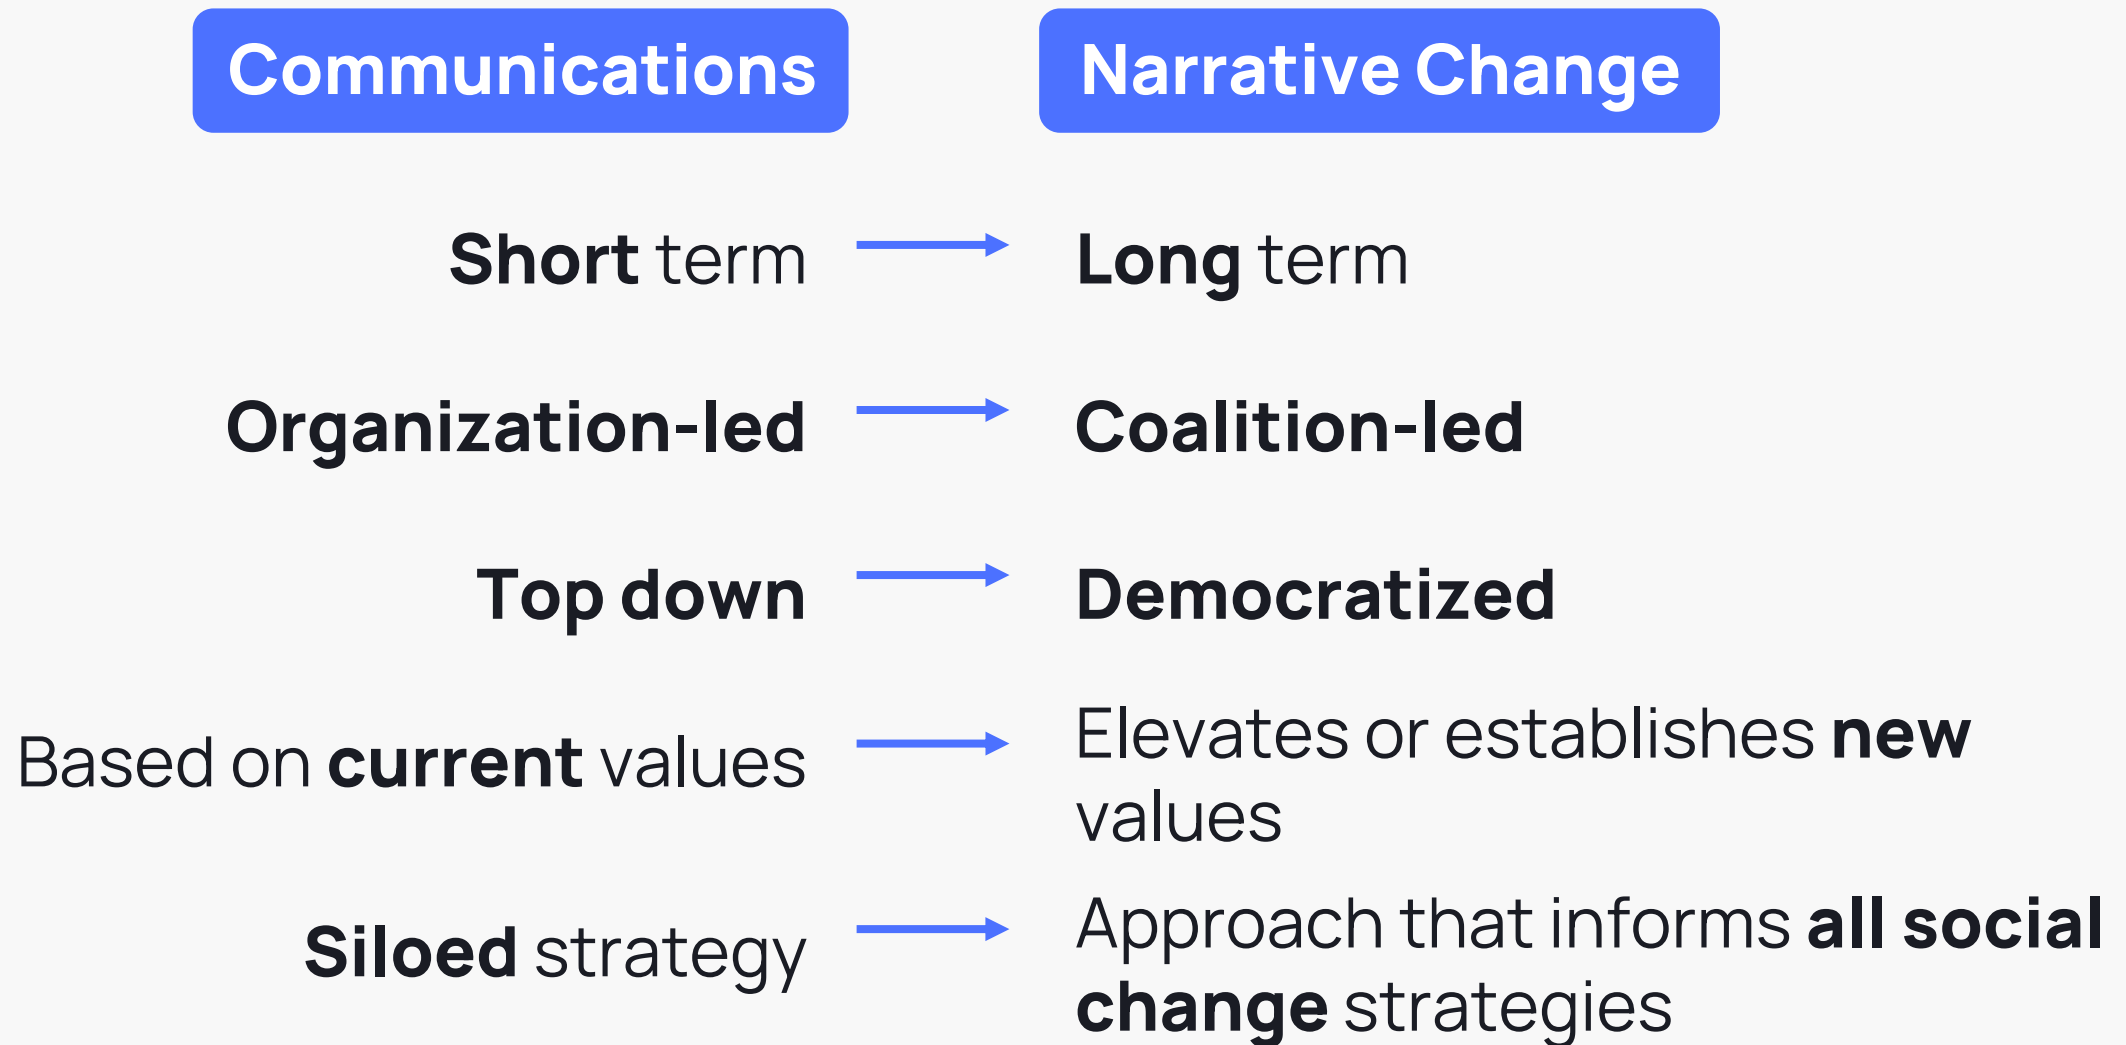 Communications
Narrative Change
Short term
Long term
Organization-led
Coalition-led
Top down
Democratized
Based on current values
Elevates or establishes new
values
Siloed strategy
Approach that informs all social
change strategies